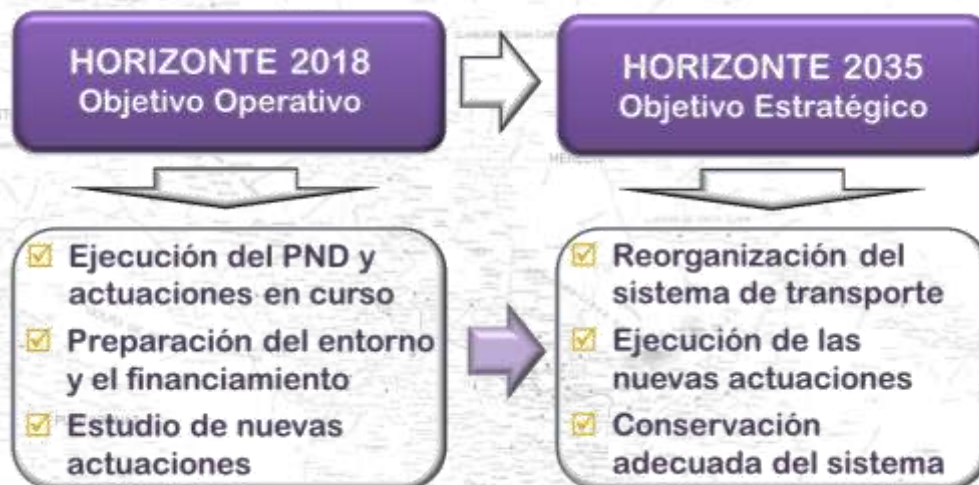 HORIZONTE 2018
Objetivo Operativo
HORIZONTE 2035
Objetivo Estratégico
Ejecución del PND y
actuaciones en curso
Preparación del entorno
y el financiamiento
Estudio de nuevas
actuaciones
Reorganización del
sistema de transporte
Ejecución de las
nuevas actuaciones
Conservación
adecuada del sistema